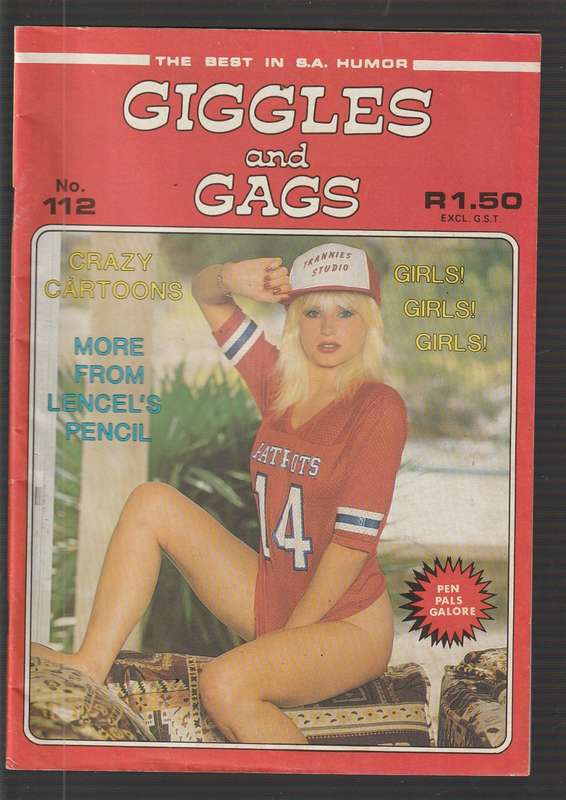 THE BEST IN S.A. HUMOR
GIGGLES
and
GAGS
No.
112
R1.50
EXCL. G.S.T.
CRAZY
CARTOONS
MORE
FROM
LENCEL'S
PENCIL
TRANNIES
STUDIO
GIRLS!
GIRLS!
GIRLS!
PATRIOTS
14
PEN
PALS
GALORE